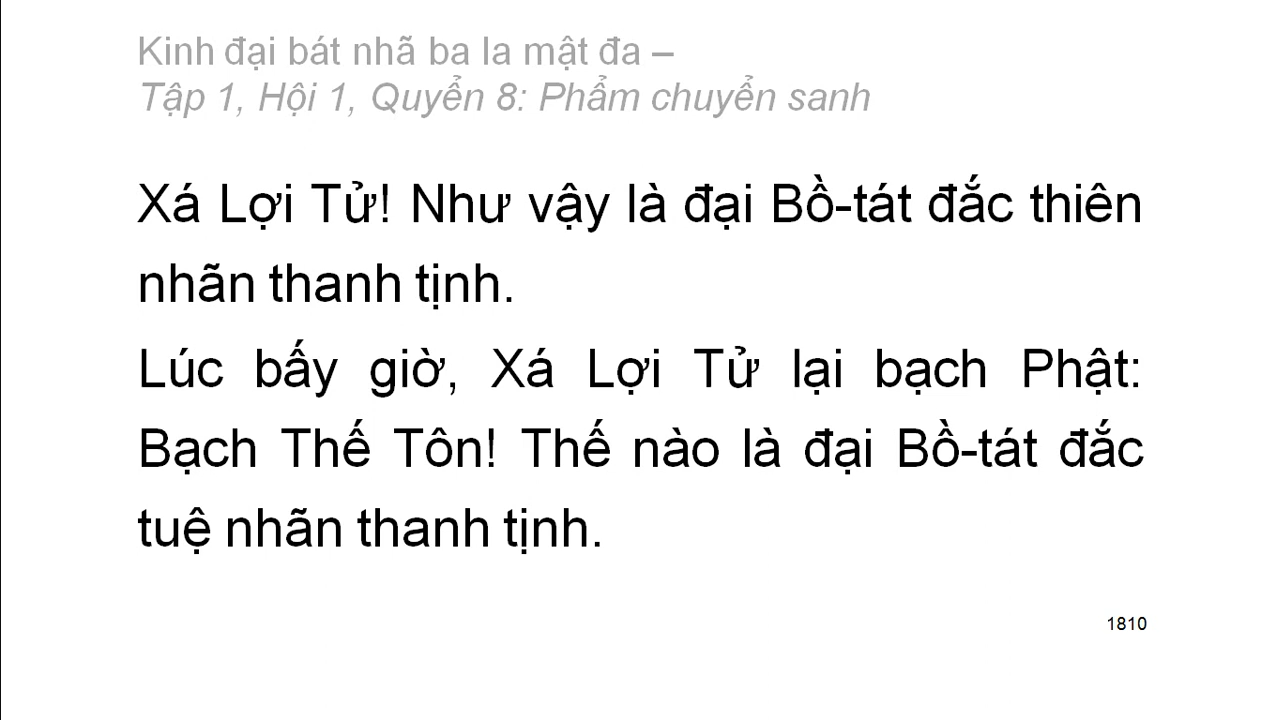 Kinh đại bát nhã ba la mật đa –
Tập 1, Hội 1, Quyển 8: Phẩm chuyển sanh
Xá Lợi Tử! Như vậy là đại Bồ-tát đắc thiên
nhãn thanh tịnh.
Lúc bấy giờ, Xá Lợi Tử lại bạch Phật:
Bạch Thế Tôn! Thế nào là đại Bồ-tát đắc
tuệ nhãn thanh tịnh.
1810